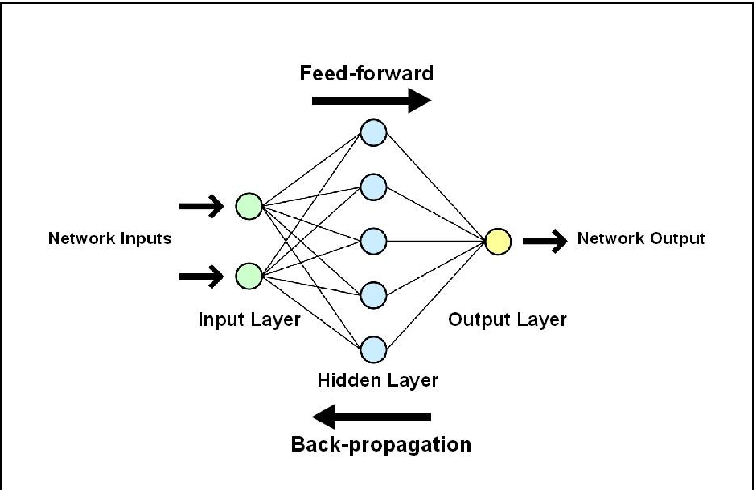 Feed-forward
Network Inputs
Network Output
Input Layer
Output Layer
Hidden Layer
Back-propagation